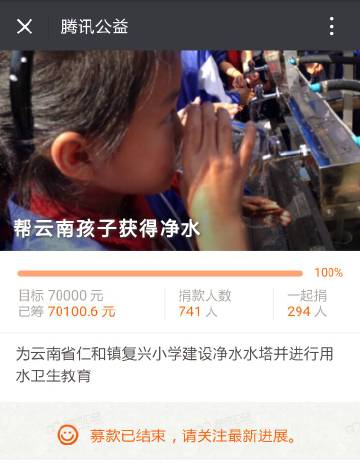 腾讯公益
帮云南孩子获得净水
100%
目标 70000 元
已筹 70100.6 元
捐款人数
741 人
一起捐
294 人
为云南省仁和镇复兴小学建设净水水塔并进行用
水卫生教育
募款已结束，请关注最新进展。